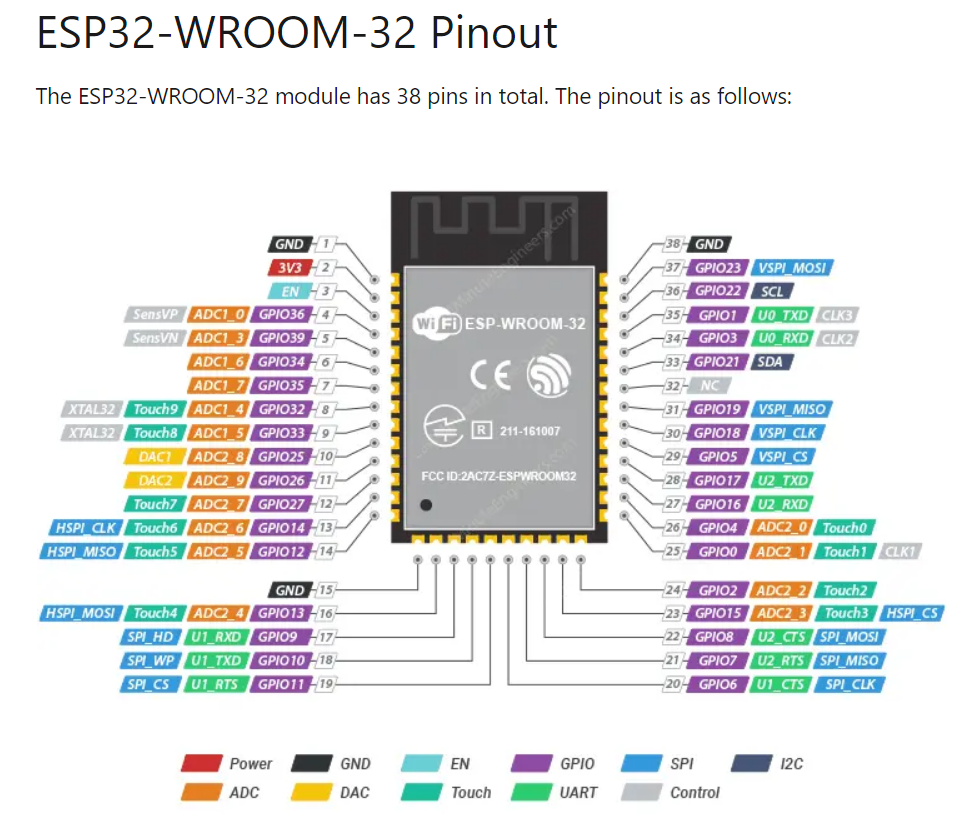 ESP32-WROOM-32 Pinout
The ESP32-WROOM-32 module has 38 pins in total. The pinout is as follows:
GND 1
3V3 2
EN 3
SensVP ADC1_0 GPIO36 4
SensVN ADC1_3 GPIO39 5
ADC1_6 GPIO34 6
ADC1_7 GPIO35 7
XTAL32 Touch9 ADC1_4 GPIO32 8
XTAL32 Touch8 ADC1_5 GPIO33 9
DAC1 ADC2_8 GPIO25 10
DAC2 ADC2_9 GPIO26 11
Touch7 ADC2_7 GPIO27 12
HSPI_CLK Touch6 ADC2_6 GPIO14 13
HSPI_MISO Touch5 ADC2_5 GPIO12 14
GND 15
HSPI_MOSI Touch4 ADC2_4 GPIO13 16
SPI_HD U1_RXD GPIO9 17
SPI_WP U1_TXD GPIO10 18
SPI_CS U1_RTS GPIO11 19
WiFi ESP-WROOM-32
CE
R 211-161007
FCC ID:2AC7Z-ESPWROOM32
38 GND
37 GPIO23 VSPI_MOSI
36 GPIO22 SCL
35 GPIO1 U0_TXD CLK3
34 GPIO3 U0_RXD CLK2
33 GPIO21 SDA
32 NC
31 GPIO19 VSPI_MISO
30 GPIO18 VSPI_CLK
29 GPIO5 VSPI_CS
28 GPIO17 U2_TXD
27 GPIO16 U2_RXD
26 GPIO4 ADC2_0 Touch0
25 GPIO0 ADC2_1 Touch1 CLK1
24 GPIO2 ADC2_2 Touch2
23 GPIO15 ADC2_3 Touch3 HSPI_CS
22 GPIO8 U2_CTS SPI_MOSI
21 GPIO7 U2_RTS SPI_MISO
20 GPIO6 U1_CTS SPI_CLK
Power GND EN GPIO SPI I2C
ADC DAC Touch UART Control